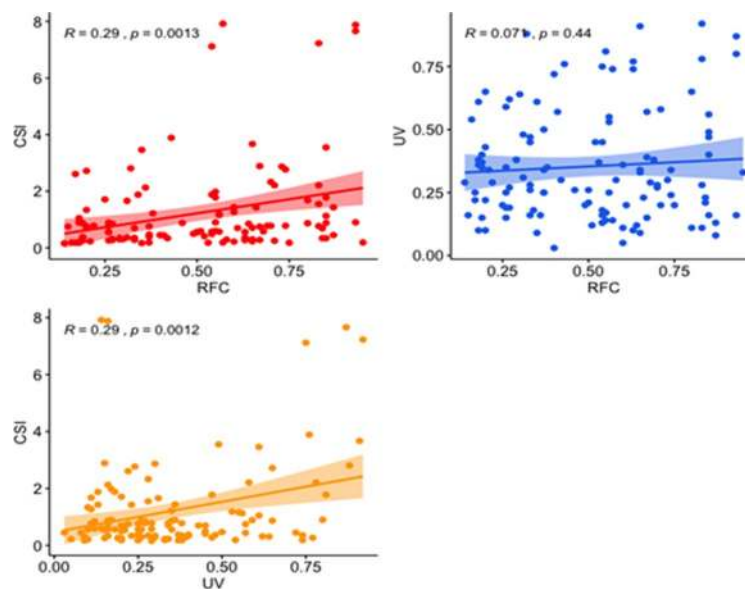 R = 0.29 , p = 0.0013
8
6
4
2
0
CSI
0.25
0.50
0.75
RFC
R = 0.071 , p = 0.44
0.75
0.50
0.25
0.00
UV
0.25
0.50
0.75
RFC
R = 0.29 , p = 0.0012
8
6
4
2
0
CSI
0.00
0.25
0.50
0.75
UV